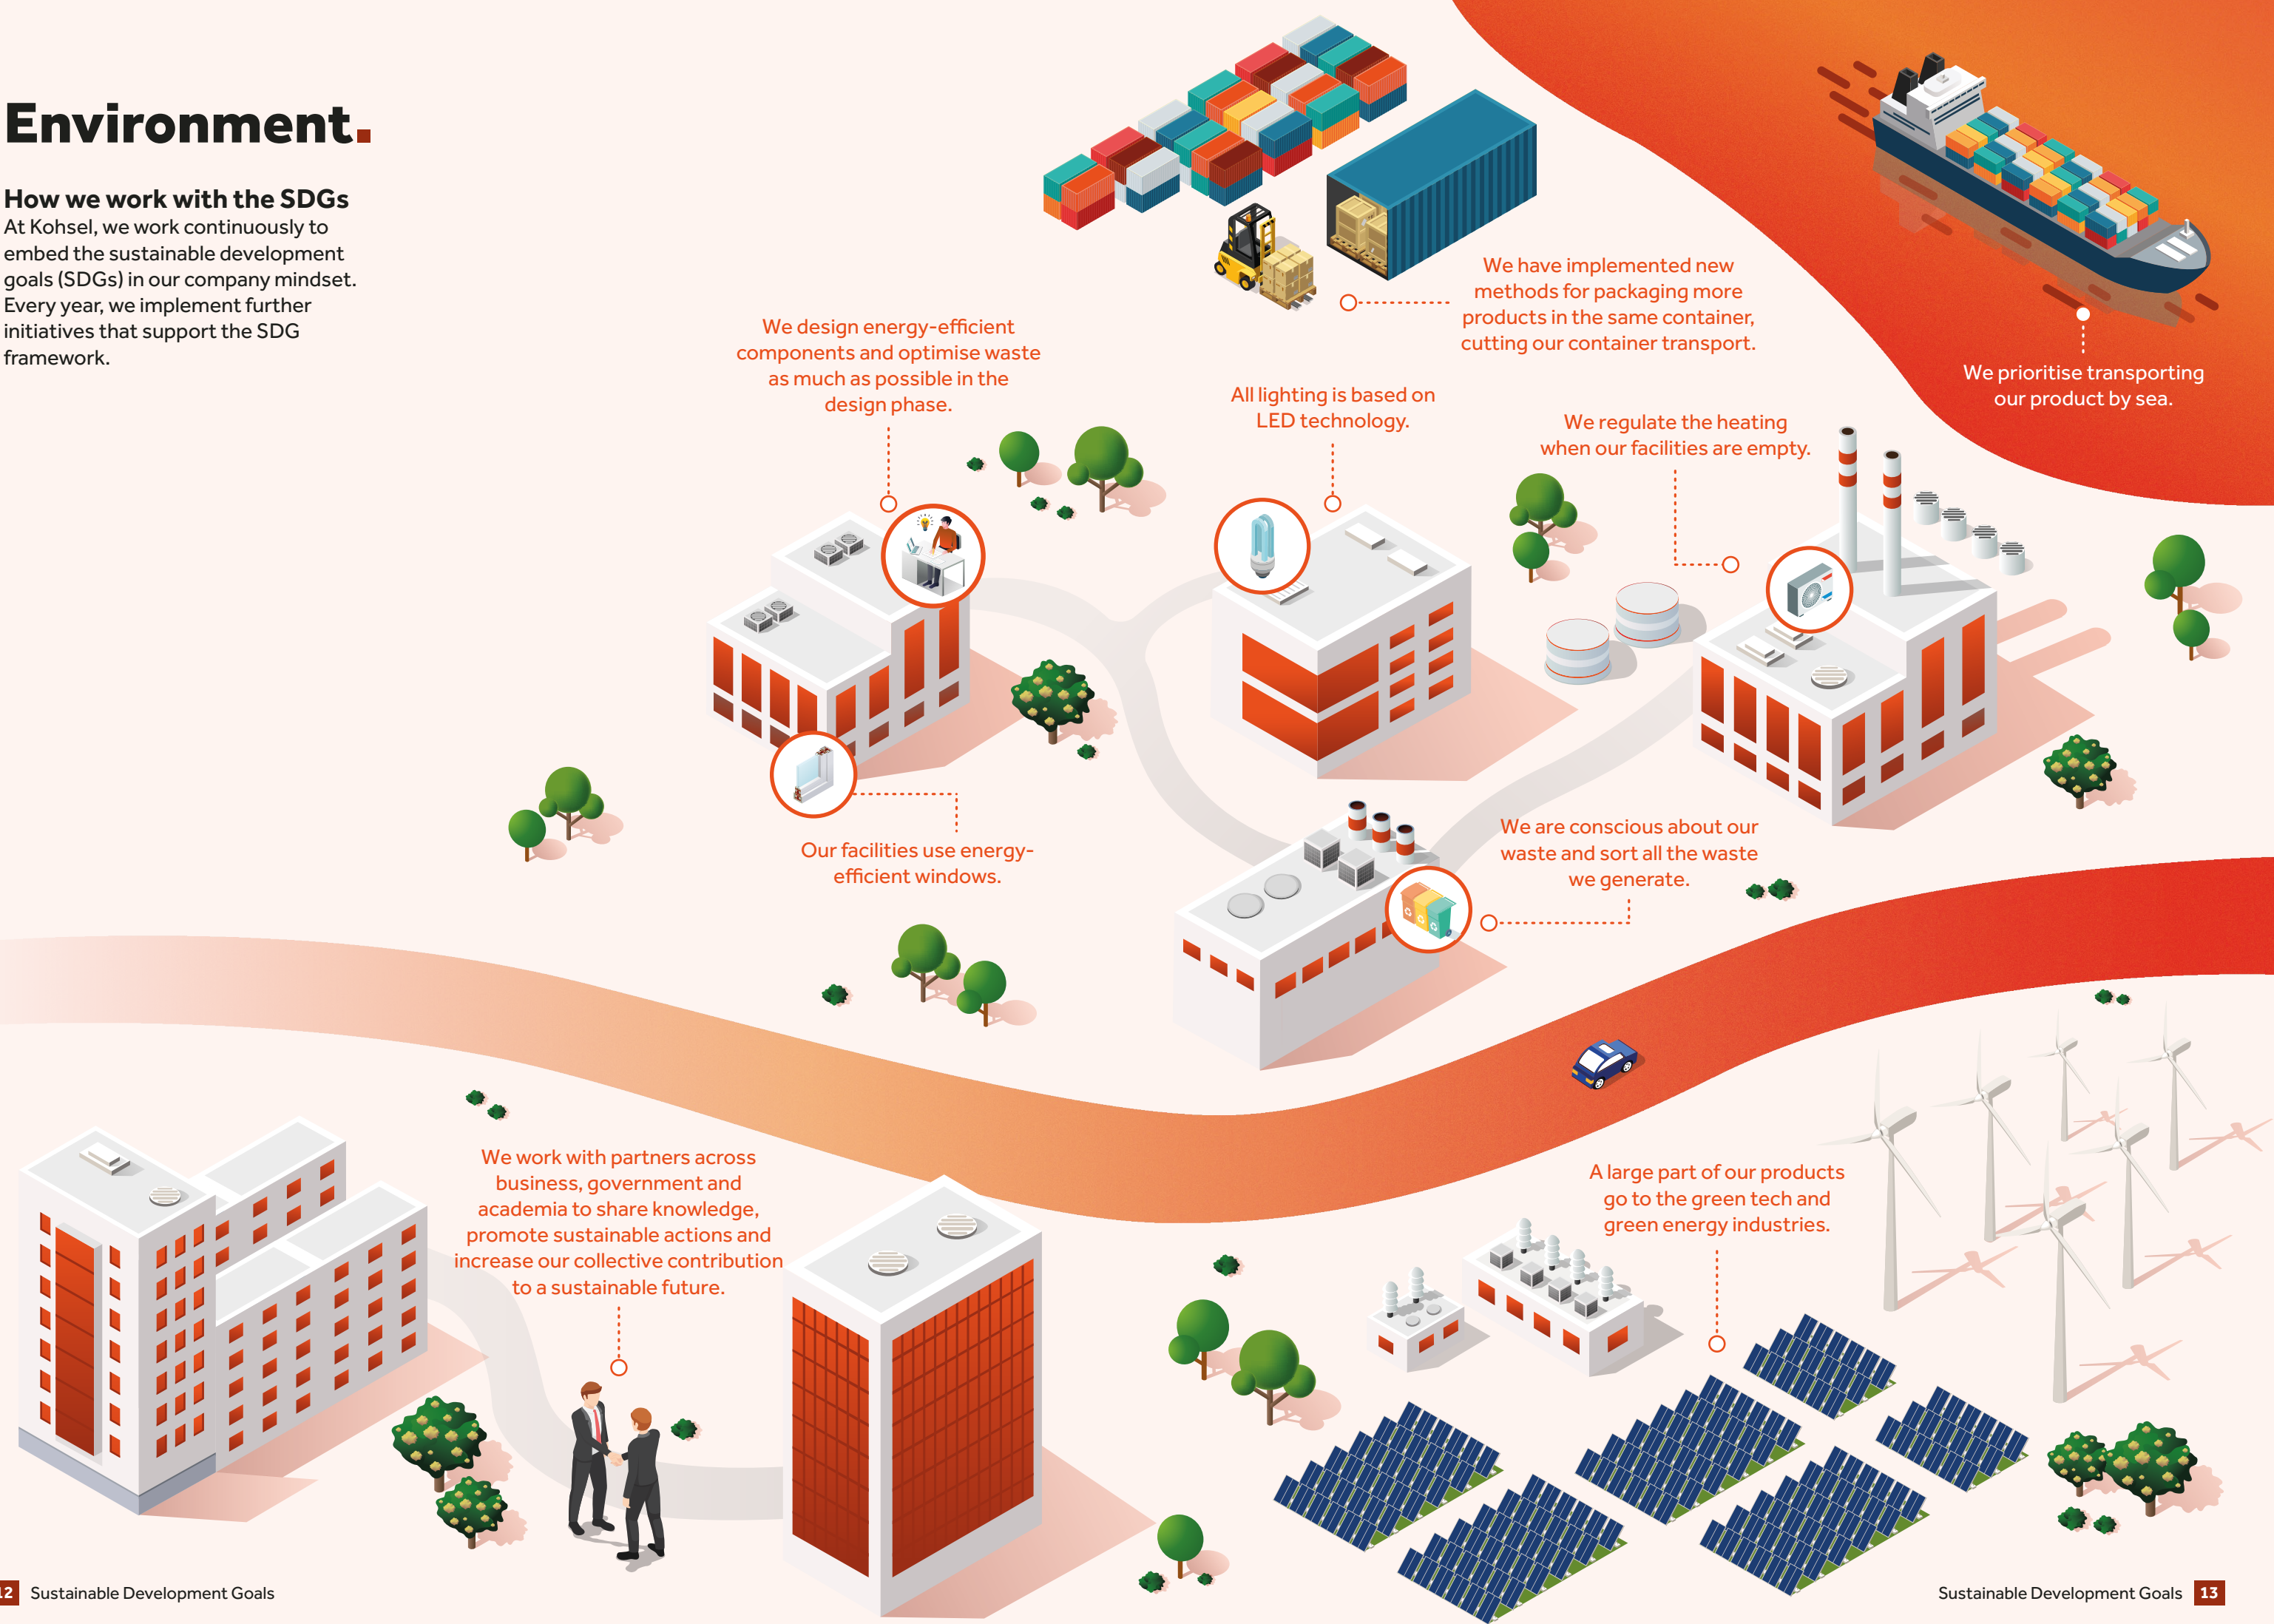 Environment.
How we work with the SDGs
At Kohsel, we work continuously to
embed the sustainable development
goals (SDGs) in our company mindset.
Every year, we implement further
initiatives that support the SDG
framework.
We have implemented new
methods for packaging more
products in the same container,
cutting our container transport.
We prioritise transporting
our product by sea.
We design energy-efficient
components and optimise waste
as much as possible in the
design phase.
All lighting is based on
LED technology.
We regulate the heating
when our facilities are empty.
Our facilities use energy-
efficient windows.
We are conscious about our
waste and sort all the waste
we generate.
We work with partners across
business, government and
academia to share knowledge,
promote sustainable actions and
increase our collective contribution
to a sustainable future.
A large part of our products
go to the green tech and
green energy industries.
12 Sustainable Development Goals
Sustainable Development Goals 13